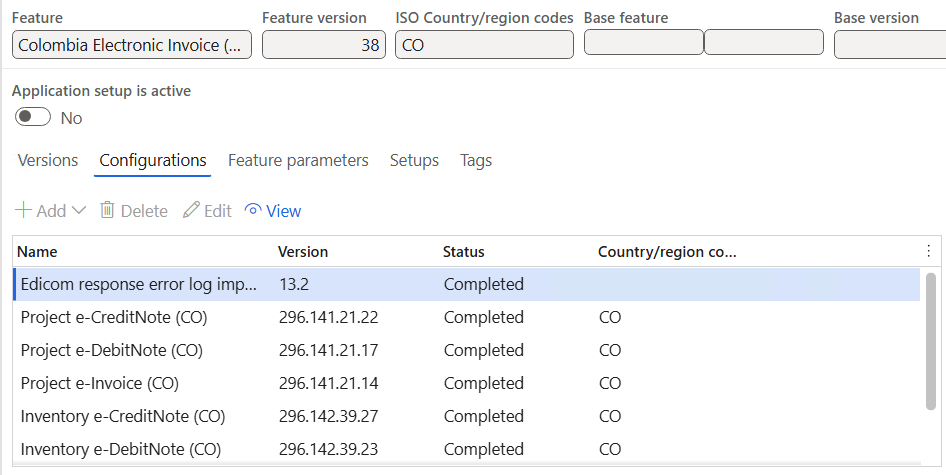 Feature Feature version ISO Country/region codes Base feature Base version
Colombia Electronic Invoice (... 38 CO
Application setup is active
No
Versions Configurations Feature parameters Setups Tags
Add Delete Edit View
Name Version Status Country/region co...
Edicom response error log imp... 13.2 Completed
Project e-CreditNote (CO) 296.141.21.22 Completed CO
Project e-DebitNote (CO) 296.141.21.17 Completed CO
Project e-Invoice (CO) 296.141.21.14 Completed CO
Inventory e-CreditNote (CO) 296.142.39.27 Completed CO
Inventory e-DebitNote (CO) 296.142.39.23 Completed CO